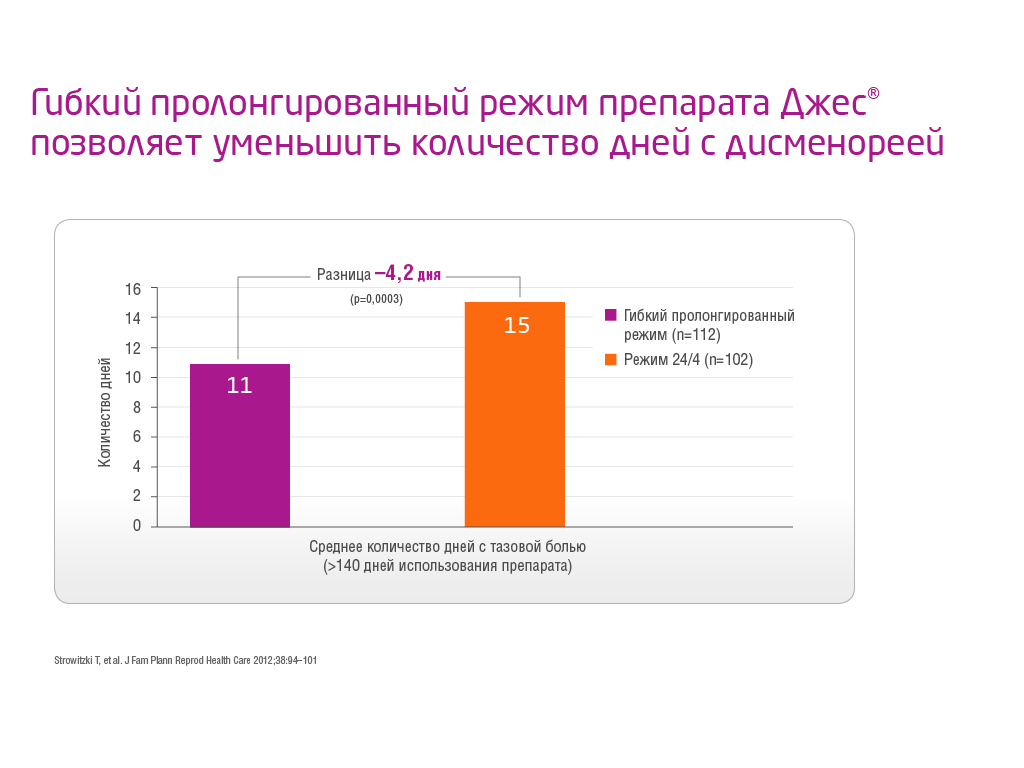 Гибкий пролонгированный режим препарата Джес®
позволяет уменьшить количество дней с дисменореей
Разница –4,2 дня
(p=0,0003)
16
14
12
10
8
6
4
2
0
Количество дней
11
15
Гибкий пролонгированный
режим (n=112)
Режим 24/4 (n=102)
Среднее количество дней с тазовой болью
(>140 дней использования препарата)
Strowitzki T, et al. J Fam Plann Reprod Health Care 2012;38:94–101